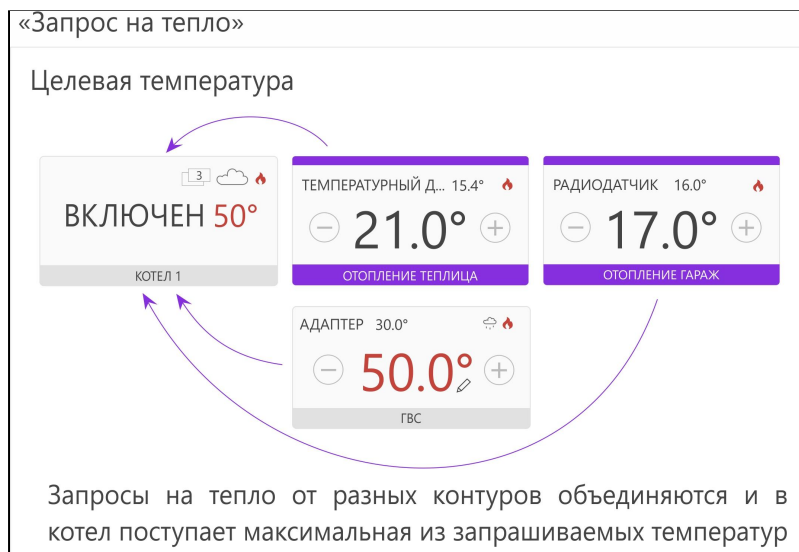 «Запрос на тепло»
Целевая температура
3
ВКЛЮЧЕН 50°
КОТЕЛ 1
ТЕМПЕРАТУРНЫЙ Д... 15.4°
21.0°
ОТОПЛЕНИЕ ТЕПЛИЦА
РАДИОДАТЧИК 16.0°
17.0°
ОТОПЛЕНИЕ ГАРАЖ
АДАПТЕР 30.0°
50.0°
ГВС
Запросы на тепло от разных контуров объединяются и в
котел поступает максимальная из запрашиваемых температур